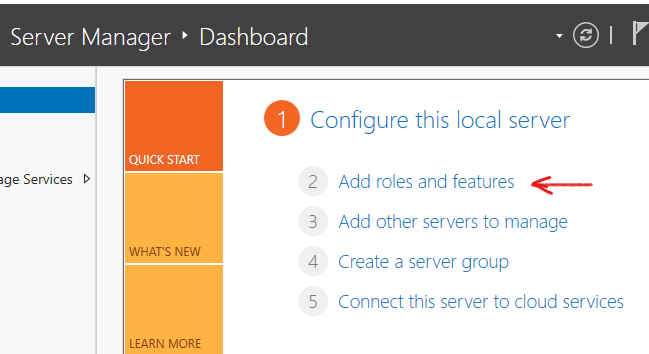 Server Manager ‣ Dashboard
QUICK START
WHAT'S NEW
LEARN MORE
age Services
1 Configure this local server
2 Add roles and features
3 Add other servers to manage
4 Create a server group
5 Connect this server to cloud services